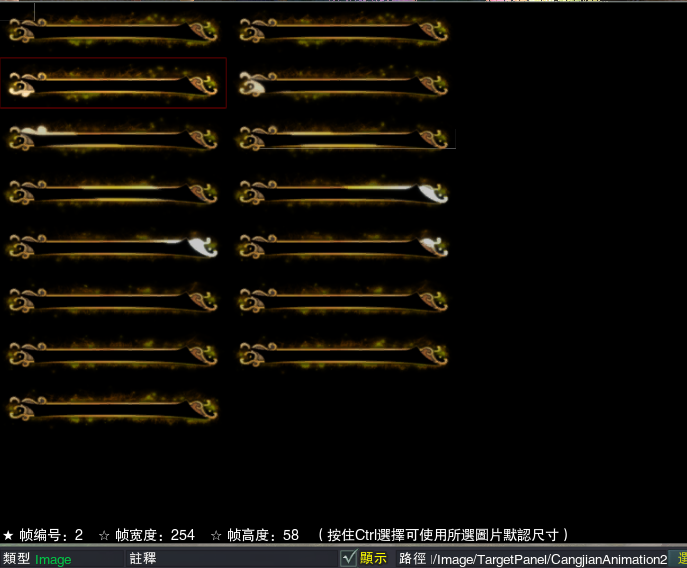 ★ 帧编号：2 ☆ 帧宽度：254 ☆ 帧高度：58 （按住Ctrl選擇可使用所選圖片默認尺寸）
類型 Image 註釋 顯示 路徑 /Image/TargetPanel/CangjianAnimation2 選